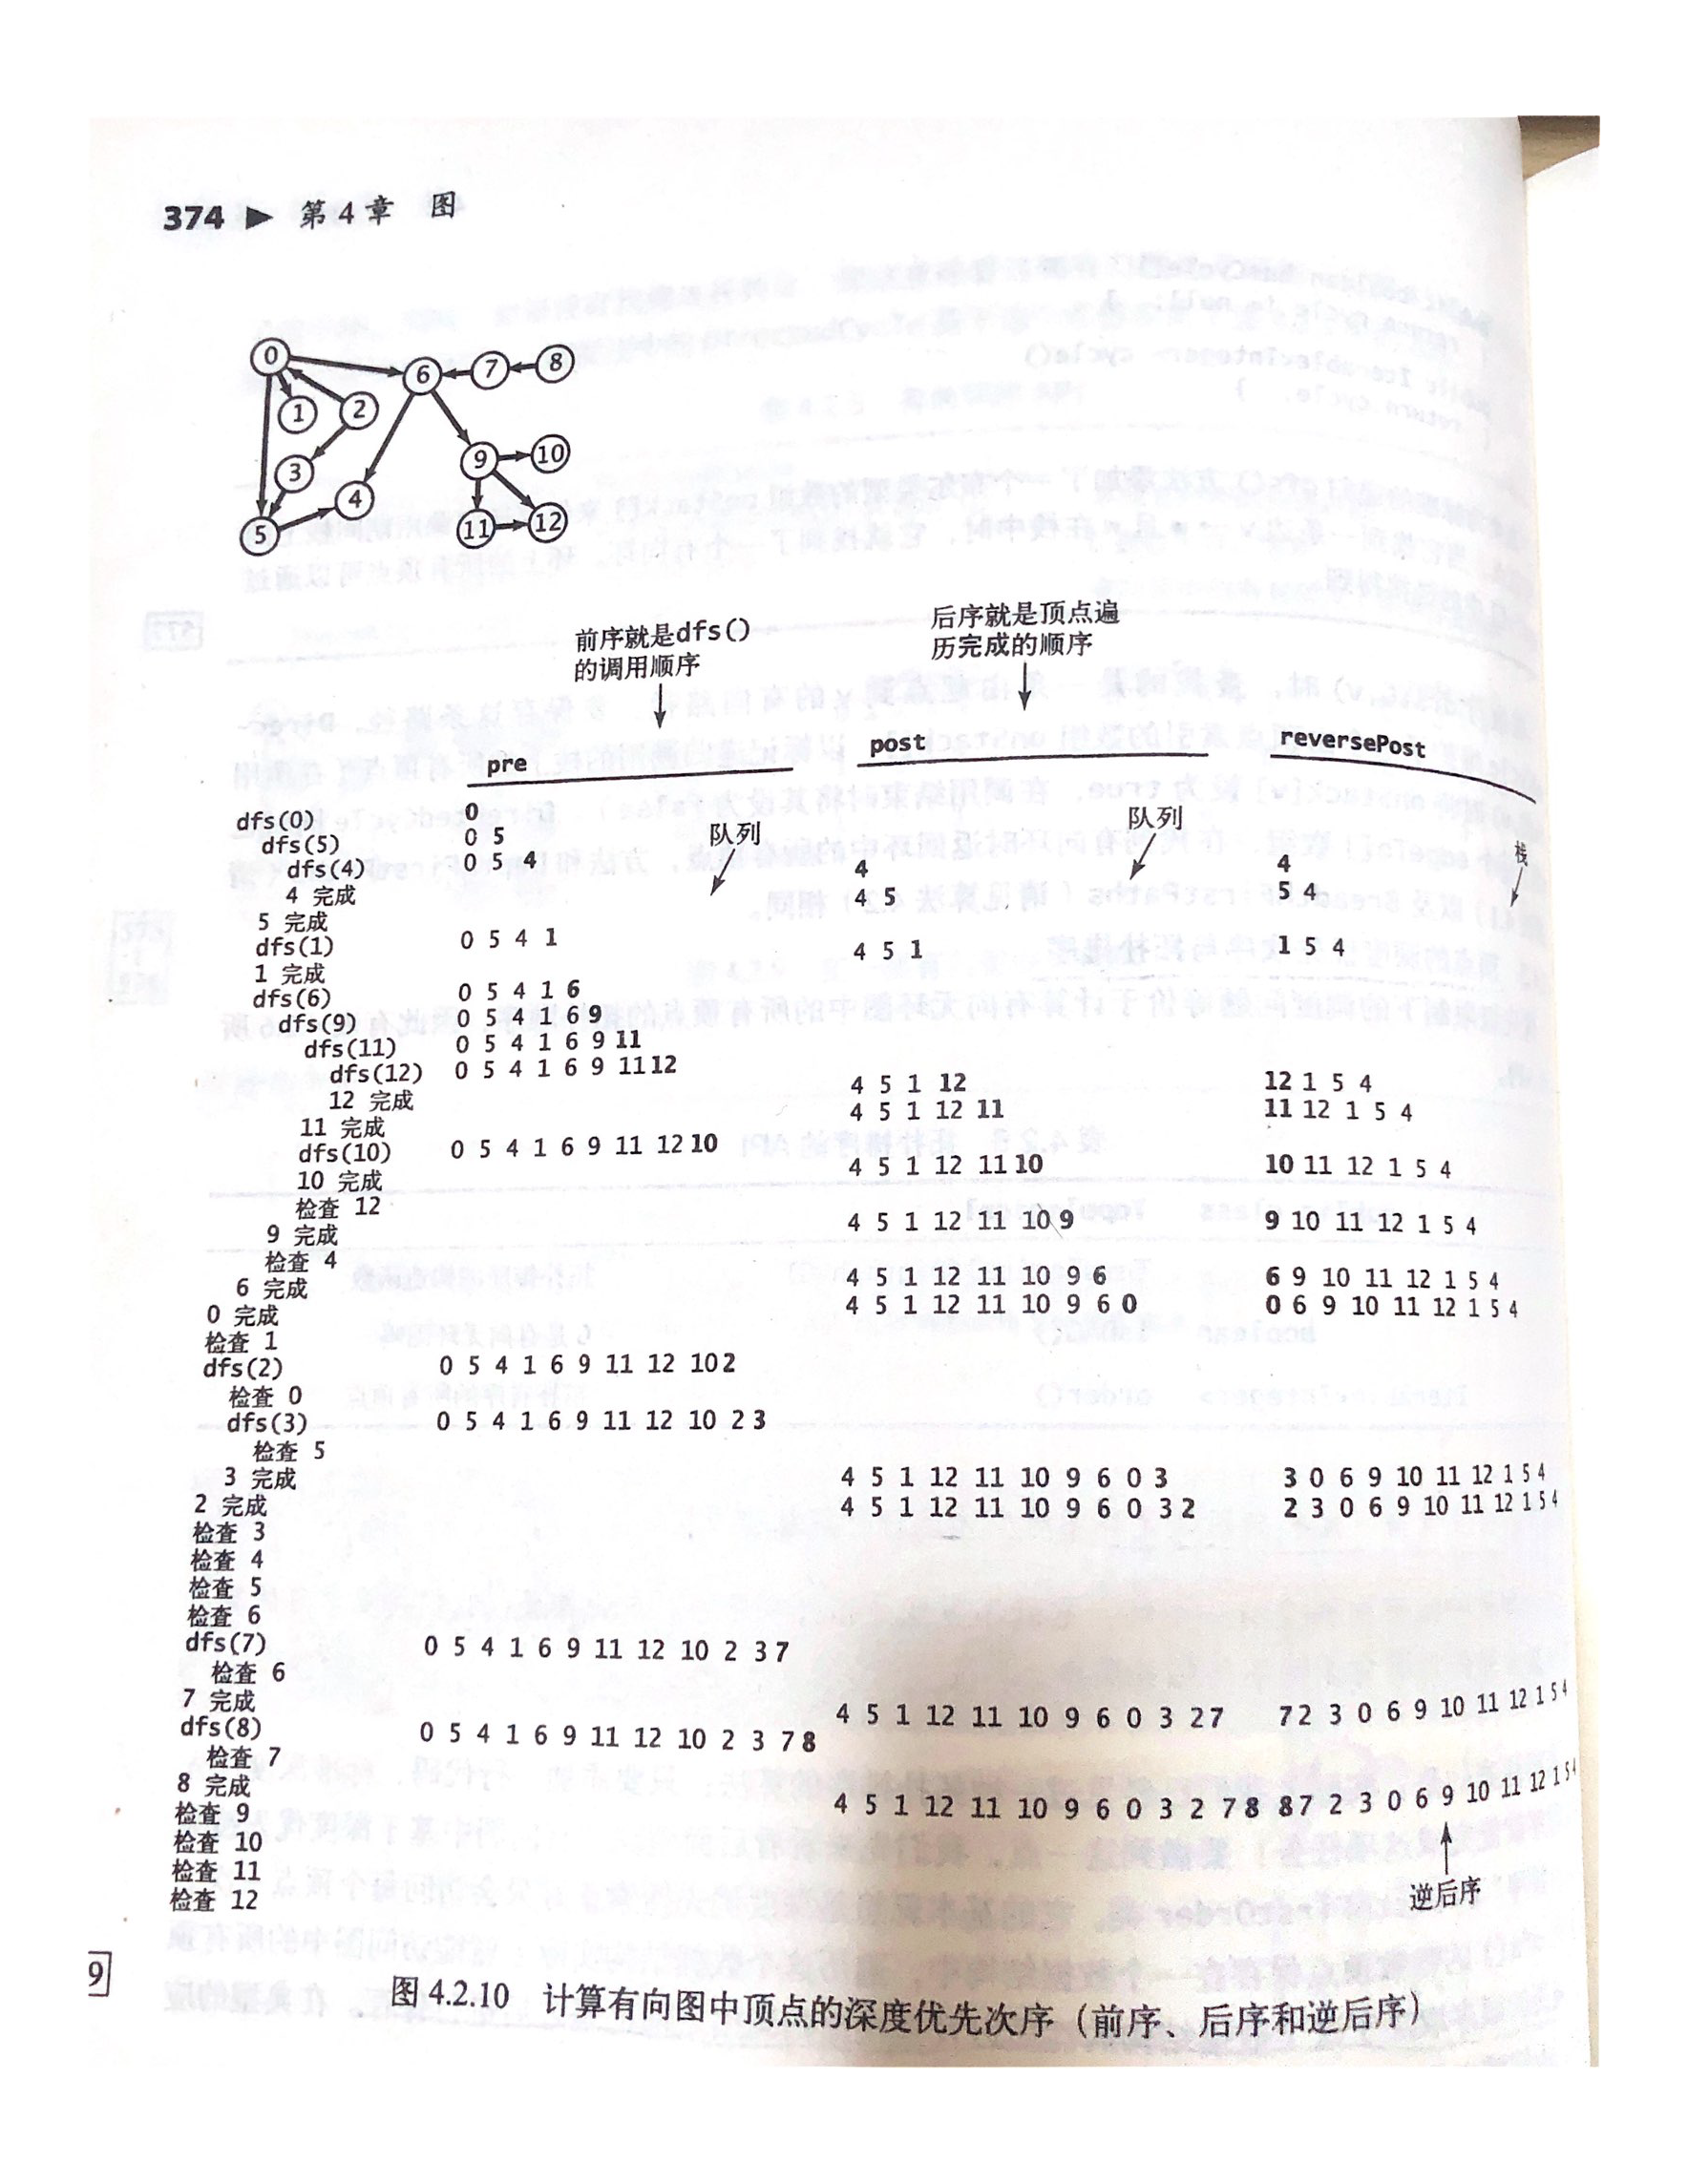 374 ▶ 第4章 图
0
6
7
8
1
2
9
10
3
4
5
11
12
前序就是dfs()
的调用顺序
后序就是顶点遍
历完成的顺序
pre
post
reversePost
队列
队列
栈
dfs(0) 0
dfs(5) 0 5
dfs(4) 0 5 4
4 完成 4 4
5 完成 4 5 5 4
dfs(1) 0 5 4 1
1 完成 4 5 1 1 5 4
dfs(6) 0 5 4 1 6
dfs(9) 0 5 4 1 6 9
dfs(11) 0 5 4 1 6 9 11
dfs(12) 0 5 4 1 6 9 11 12
12 完成 4 5 1 12 12 1 5 4
11 完成 4 5 1 12 11 11 12 1 5 4
dfs(10) 0 5 4 1 6 9 11 12 10
10 完成 4 5 1 12 11 10 10 11 12 1 5 4
检查 12
9 完成 4 5 1 12 11 10 9 9 10 11 12 1 5 4
检查 4
6 完成 4 5 1 12 11 10 9 6 6 9 10 11 12 1 5 4
0 完成 4 5 1 12 11 10 9 6 0 0 6 9 10 11 12 1 5 4
检查 1
dfs(2) 0 5 4 1 6 9 11 12 10 2
检查 0
dfs(3) 0 5 4 1 6 9 11 12 10 2 3
检查 5
3 完成 4 5 1 12 11 10 9 6 0 3 3 0 6 9 10 11 12 1 5 4
2 完成 4 5 1 12 11 10 9 6 0 3 2 2 3 0 6 9 10 11 12 1 5 4
检查 3
检查 4
检查 5
检查 6
dfs(7) 0 5 4 1 6 9 11 12 10 2 3 7
检查 6
7 完成 4 5 1 12 11 10 9 6 0 3 2 7 7 2 3 0 6 9 10 11 12 1 5 4
dfs(8) 0 5 4 1 6 9 11 12 10 2 3 7 8
检查 7
8 完成 4 5 1 12 11 10 9 6 0 3 2 7 8 8 7 2 3 0 6 9 10 11 12 1 5 4
检查 9
检查 10
检查 11
检查 12
逆后序
9
图 4.2.10 计算有向图中顶点的深度优先次序（前序、后序和逆后序）